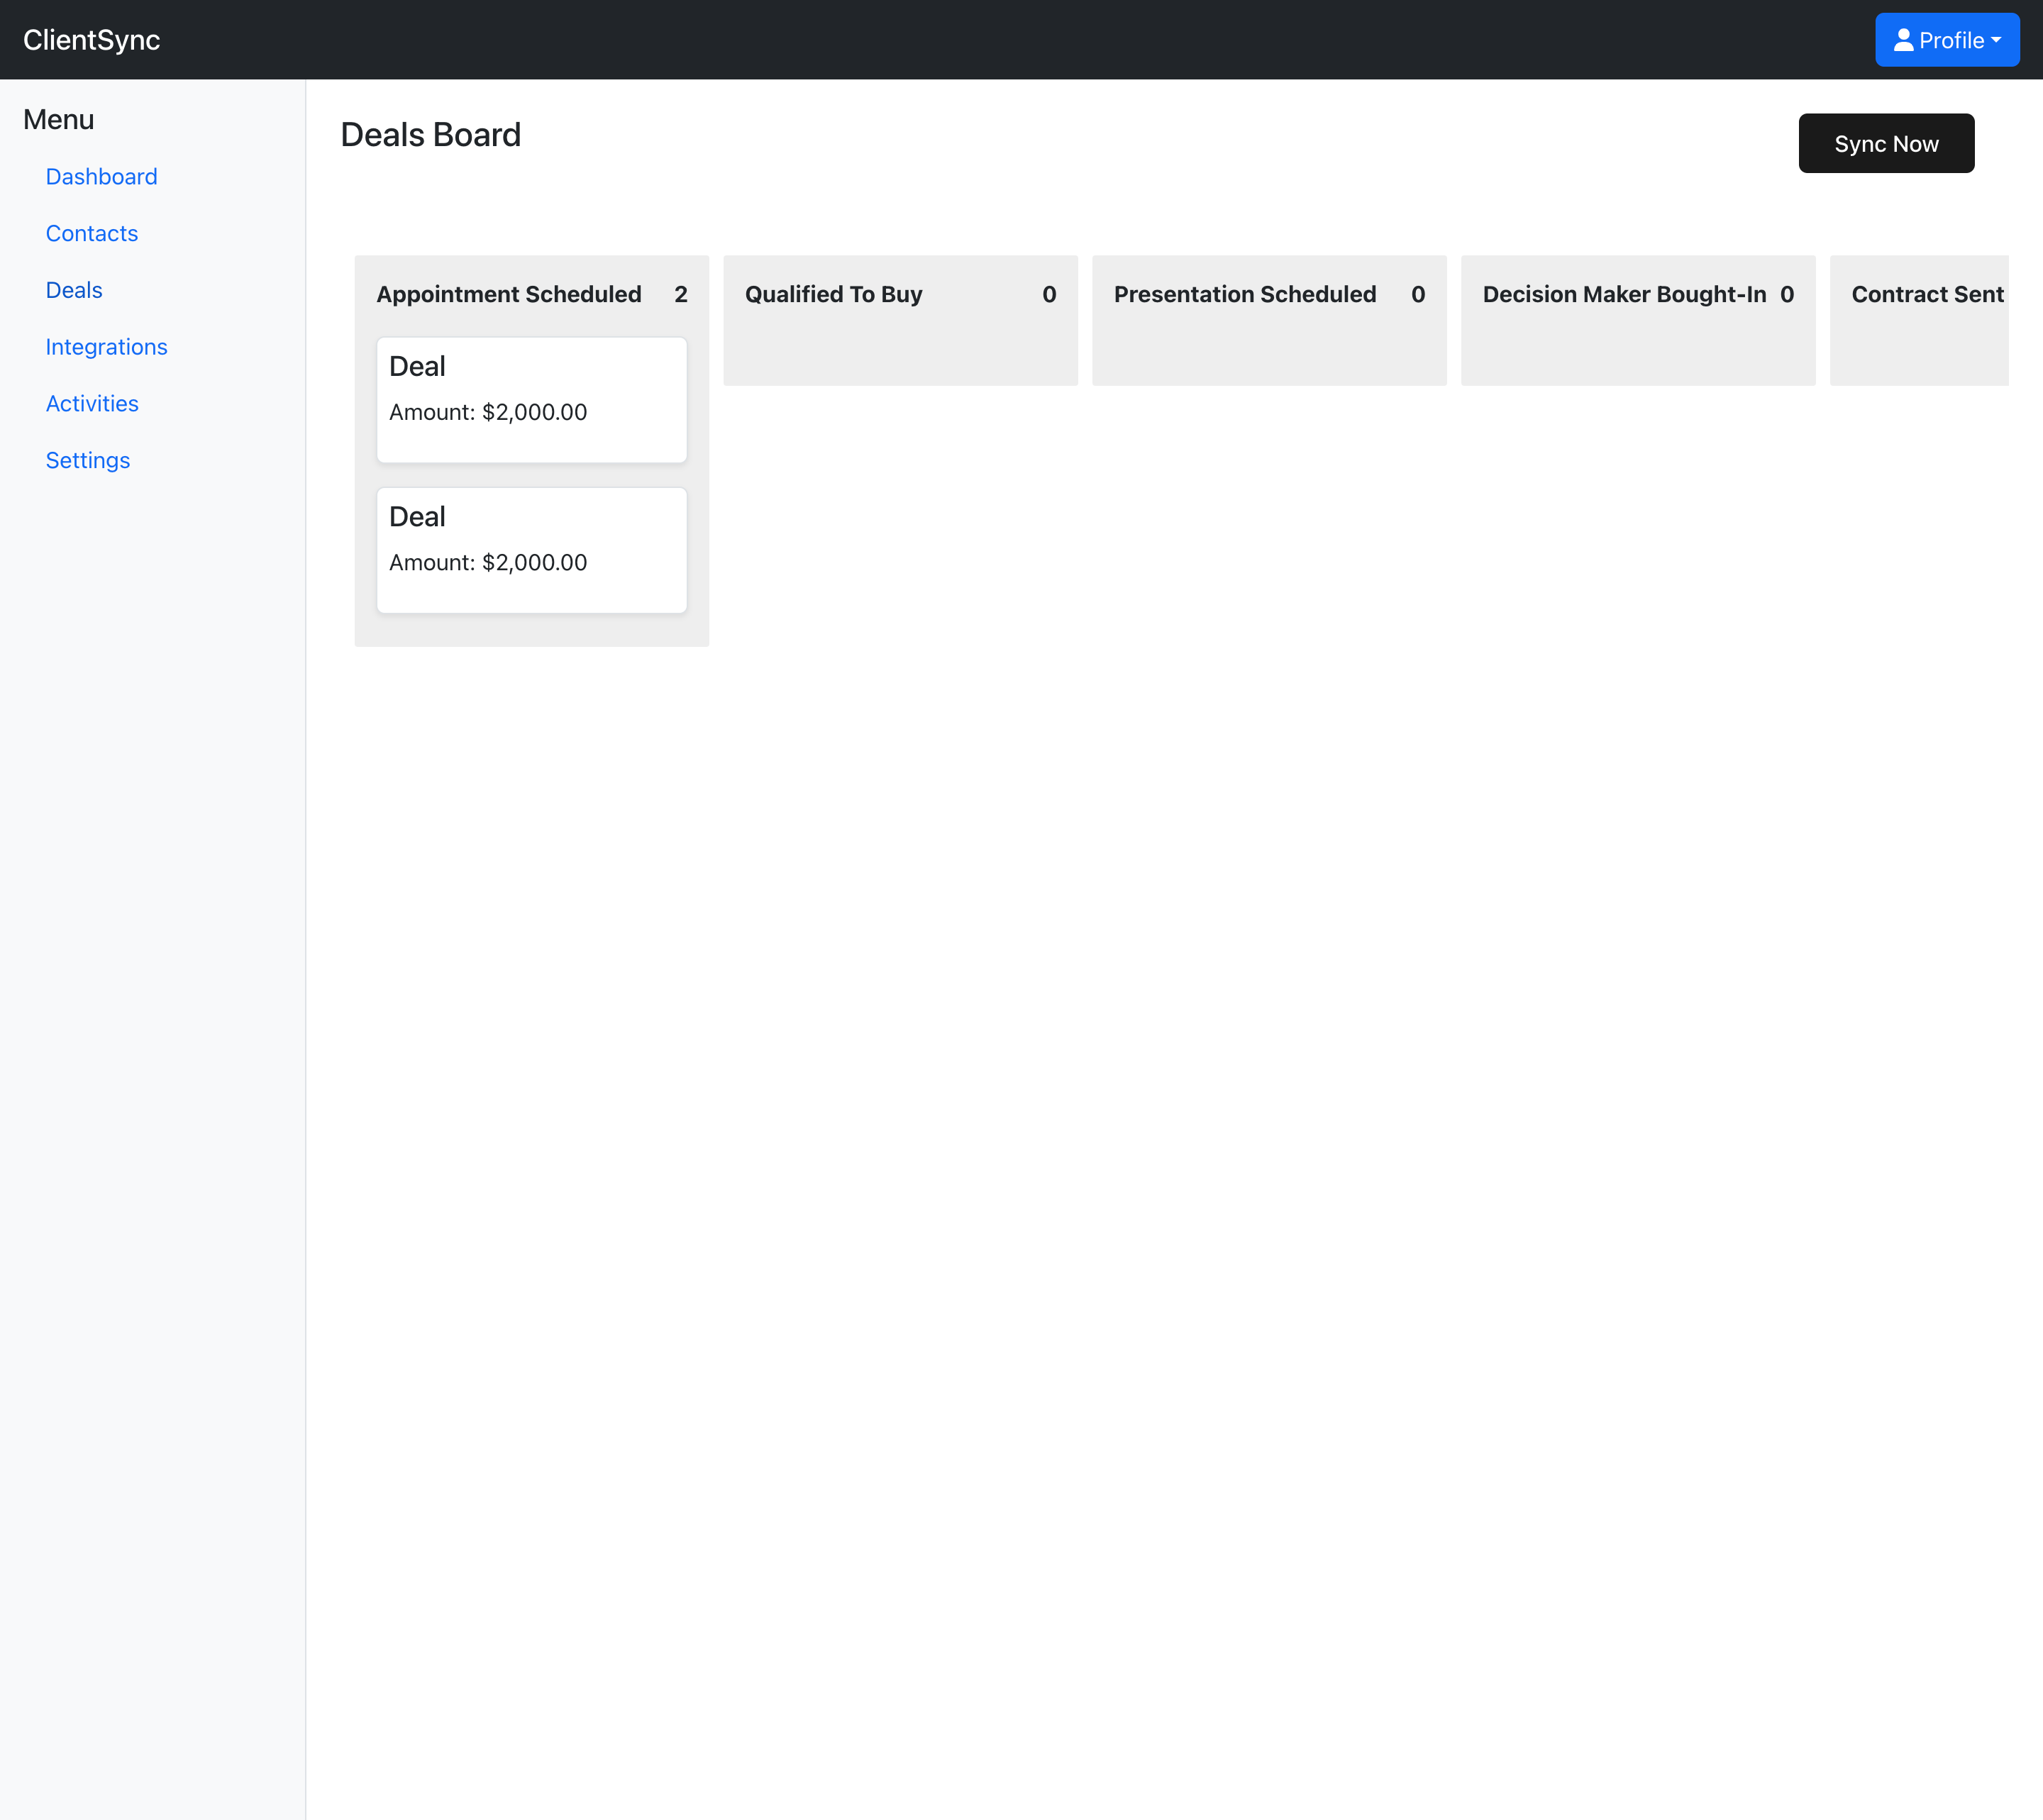 ClientSync
Profile
Menu
Dashboard
Contacts
Deals
Integrations
Activities
Settings
Deals Board
Sync Now
Appointment Scheduled 2
Deal
Amount: $2,000.00
Deal
Amount: $2,000.00
Qualified To Buy 0
Presentation Scheduled 0
Decision Maker Bought-In 0
Contract Sent